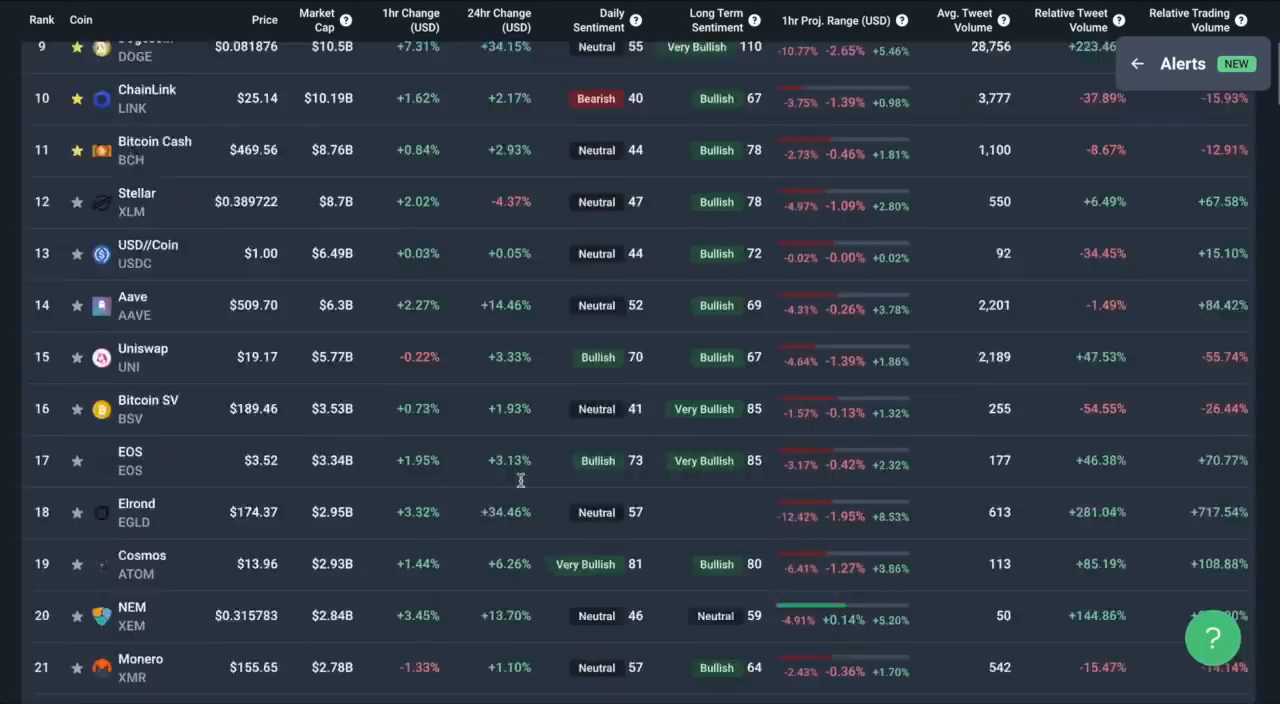 Rank Coin Price Market Cap ? 1hr Change (USD) 24hr Change (USD) Daily Sentiment ? Long Term Sentiment ? 1hr Proj. Range (USD) ? Avg. Tweet Volume ? Relative Tweet Volume ? Relative Trading Volume ?
9 $0.081876 $10.5B +7.31% +34.15% Neutral 55 Very Bullish 110 -10.77% -2.65% +5.46% 28,756 +223.46
DOGE
← Alerts NEW
10 ChainLink LINK $25.14 $10.19B +1.62% +2.17% Bearish 40 Bullish 67 -3.75% -1.39% +0.98% 3,777 -37.89% -15.93%
11 Bitcoin Cash BCH $469.56 $8.76B +0.84% +2.93% Neutral 44 Bullish 78 -2.73% -0.46% +1.81% 1,100 -8.67% -12.91%
12 Stellar XLM $0.389722 $8.7B +2.02% -4.37% Neutral 47 Bullish 78 -4.97% -1.09% +2.80% 550 +6.49% +67.58%
13 USD//Coin USDC $1.00 $6.49B +0.03% +0.05% Neutral 44 Bullish 72 -0.02% -0.00% +0.02% 92 -34.45% +15.10%
14 Aave AAVE $509.70 $6.3B +2.27% +14.46% Neutral 52 Bullish 69 -4.31% -0.26% +3.78% 2,201 -1.49% +84.42%
15 Uniswap UNI $19.17 $5.77B -0.22% +3.33% Bullish 70 Bullish 67 -4.64% -1.39% +1.86% 2,189 +47.53% -55.74%
16 Bitcoin SV BSV $189.46 $3.53B +0.73% +1.93% Neutral 41 Very Bullish 85 -1.57% -0.13% +1.32% 255 -54.55% -26.44%
17 EOS EOS $3.52 $3.34B +1.95% +3.13% Bullish 73 Very Bullish 85 -3.17% -0.42% +2.32% 177 +46.38% +70.77%
18 Elrond EGLD $174.37 $2.95B +3.32% +34.46% Neutral 57 -12.42% -1.95% +8.53% 613 +281.04% +717.54%
19 Cosmos ATOM $13.96 $2.93B +1.44% +6.26% Very Bullish 81 Bullish 80 -6.41% -1.27% +3.86% 113 +85.19% +108.88%
20 NEM XEM $0.315783 $2.84B +3.45% +13.70% Neutral 46 Neutral 59 -4.91% +0.14% +5.20% 50 +144.86%
21 Monero XMR $155.65 $2.78B -1.33% +1.10% Neutral 57 Bullish 64 -2.43% -0.36% +1.70% 542 -15.47% -14.14%
?